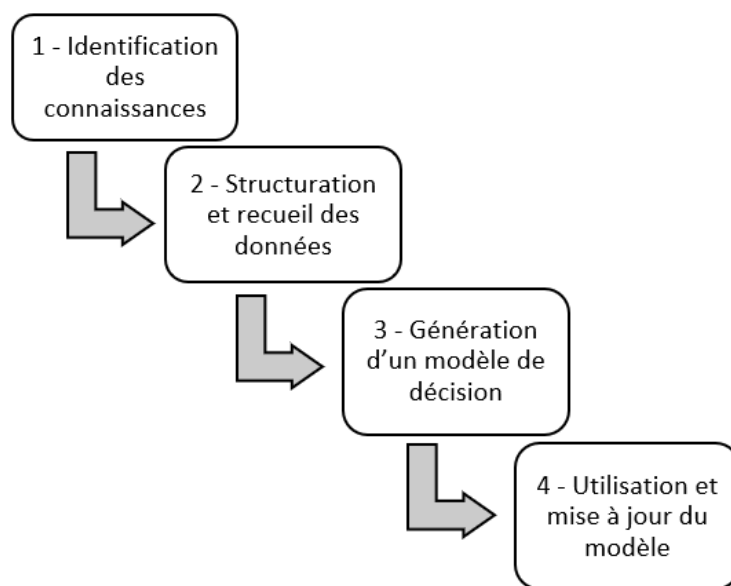 1 - Identification
des
connaissances
2 - Structuration
et recueil des
données
3 - Génération
d’un modèle de
décision
4 - Utilisation et
mise à jour du
modèle